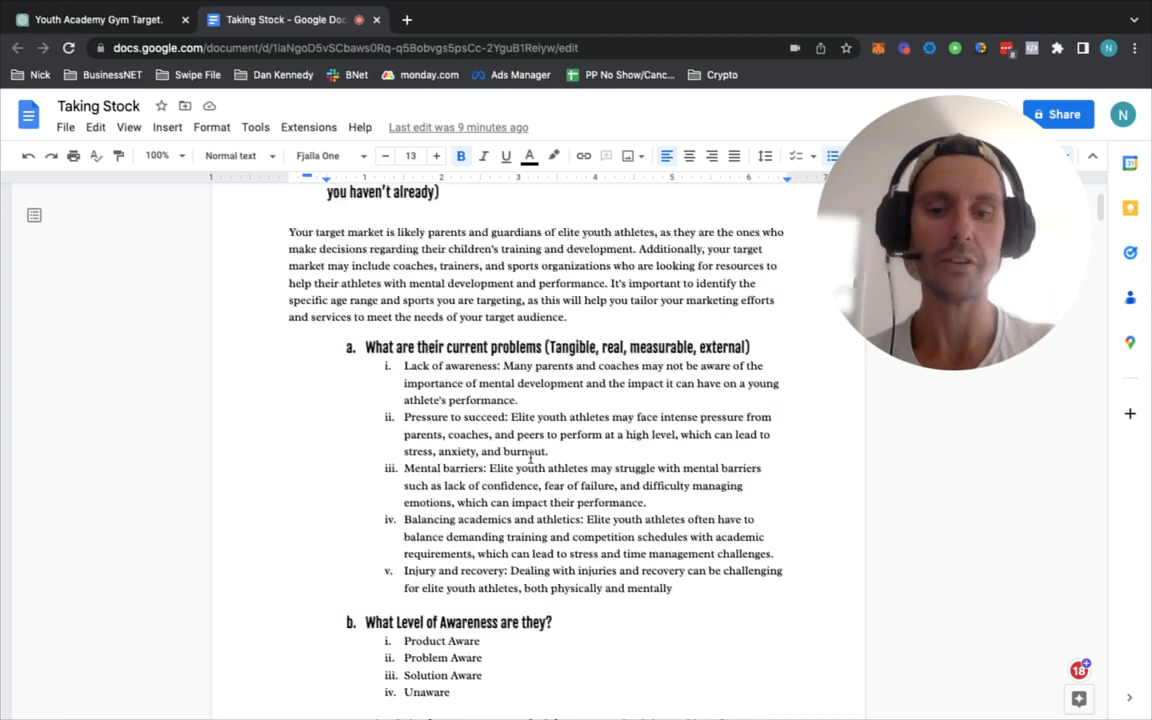 Youth Academy Gym Target.
Taking Stock - Google Doc
docs.google.com/document/d/1iaNgoD5vSCbaws0Rq-q5Bobvgs5psCc-2YguB1Reiyw/edit
Nick
BusinessNET
Swipe File
Dan Kennedy
BNet
monday.com
Ads Manager
PP No Show/Canc...
Crypto
8
N
Taking Stock
File Edit View Insert Format Tools Extensions Help Last edit was 9 minutes ago
Share
N
100% Normal text Fjalla One 13 B I U A
1 1 2 3 4 5 6
you haven't already)
Your target market is likely parents and guardians of elite youth athletes, as they are the ones who
make decisions regarding their children's training and development. Additionally, your target
market may include coaches, trainers, and sports organizations who are looking for resources to
help their athletes with mental development and performance. It's important to identify the
specific age range and sports you are targeting, as this will help you tailor your marketing efforts
and services to meet the needs of your target audience.
a. What are their current problems (Tangible, real, measurable, external)
i. Lack of awareness: Many parents and coaches may not be aware of the
importance of mental development and the impact it can have on a young
athlete's performance.
ii. Pressure to succeed: Elite youth athletes may face intense pressure from
parents, coaches, and peers to perform at a high level, which can lead to
stress, anxiety, and burnout.
iii. Mental barriers: Elite youth athletes may struggle with mental barriers
such as lack of confidence, fear of failure, and difficulty managing
emotions, which can impact their performance.
iv. Balancing academics and athletics: Elite youth athletes often have to
balance demanding training and competition schedules with academic
requirements, which can lead to stress and time management challenges.
v. Injury and recovery: Dealing with injuries and recovery can be challenging
for elite youth athletes, both physically and mentally
b. What Level of Awareness are they?
i. Product Aware
ii. Problem Aware
iii. Solution Aware
iv. Unaware
18